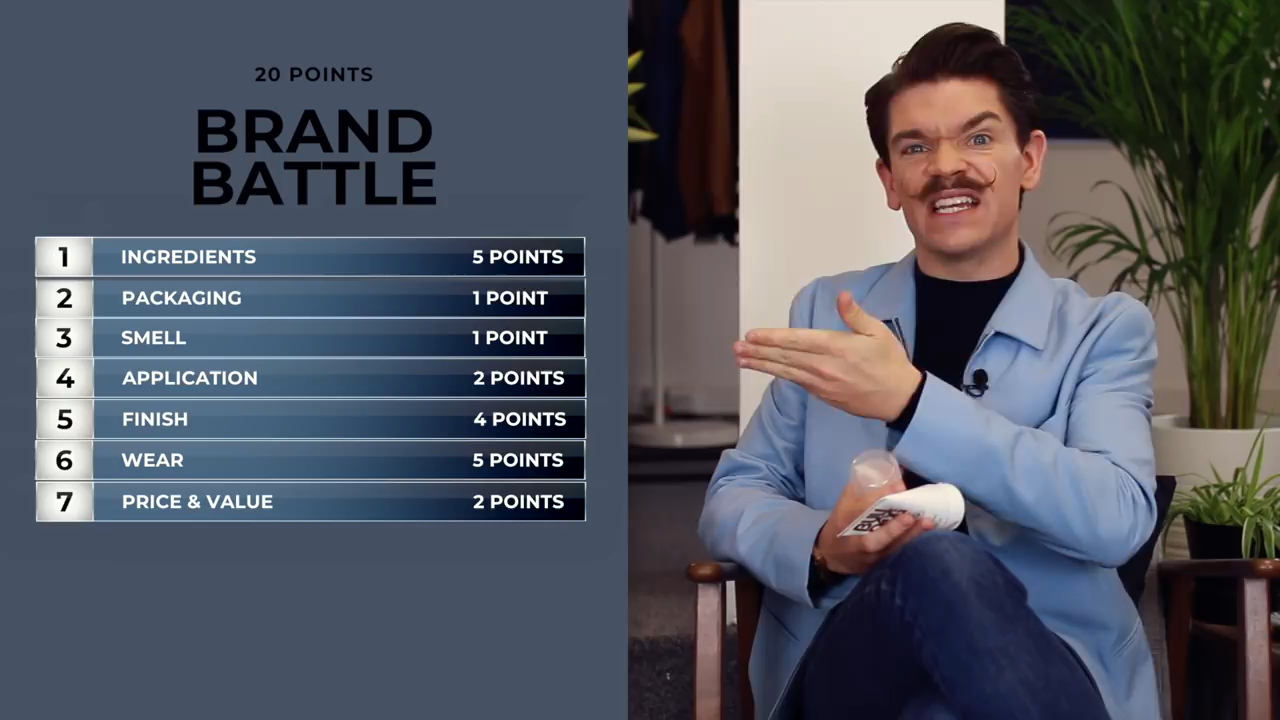 20 POINTS
BRAND
BATTLE
1 INGREDIENTS 5 POINTS
2 PACKAGING 1 POINT
3 SMELL 1 POINT
4 APPLICATION 2 POINTS
5 FINISH 4 POINTS
6 WEAR 5 POINTS
7 PRICE & VALUE 2 POINTS